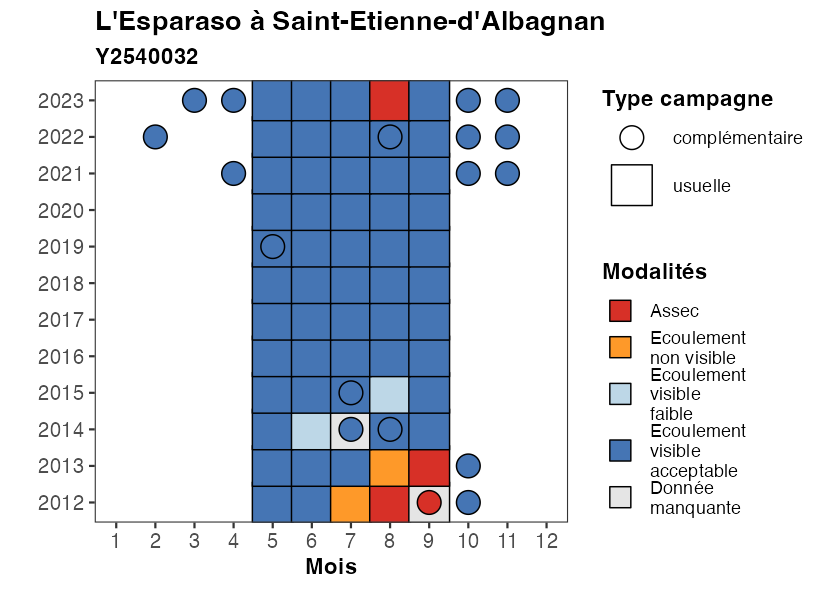 L'Esparaso à Saint-Etienne-d'Albagnan
Y2540032
2023
2022
2021
2020
2019
2018
2017
2016
2015
2014
2013
2012
1 2 3 4 5 6 7 8 9 10 11 12
Mois
Type campagne
complémentaire
usuelle
Modalités
Assec
Ecoulement
non visible
Ecoulement
visible
faible
Ecoulement
visible
acceptable
Donnée
manquante